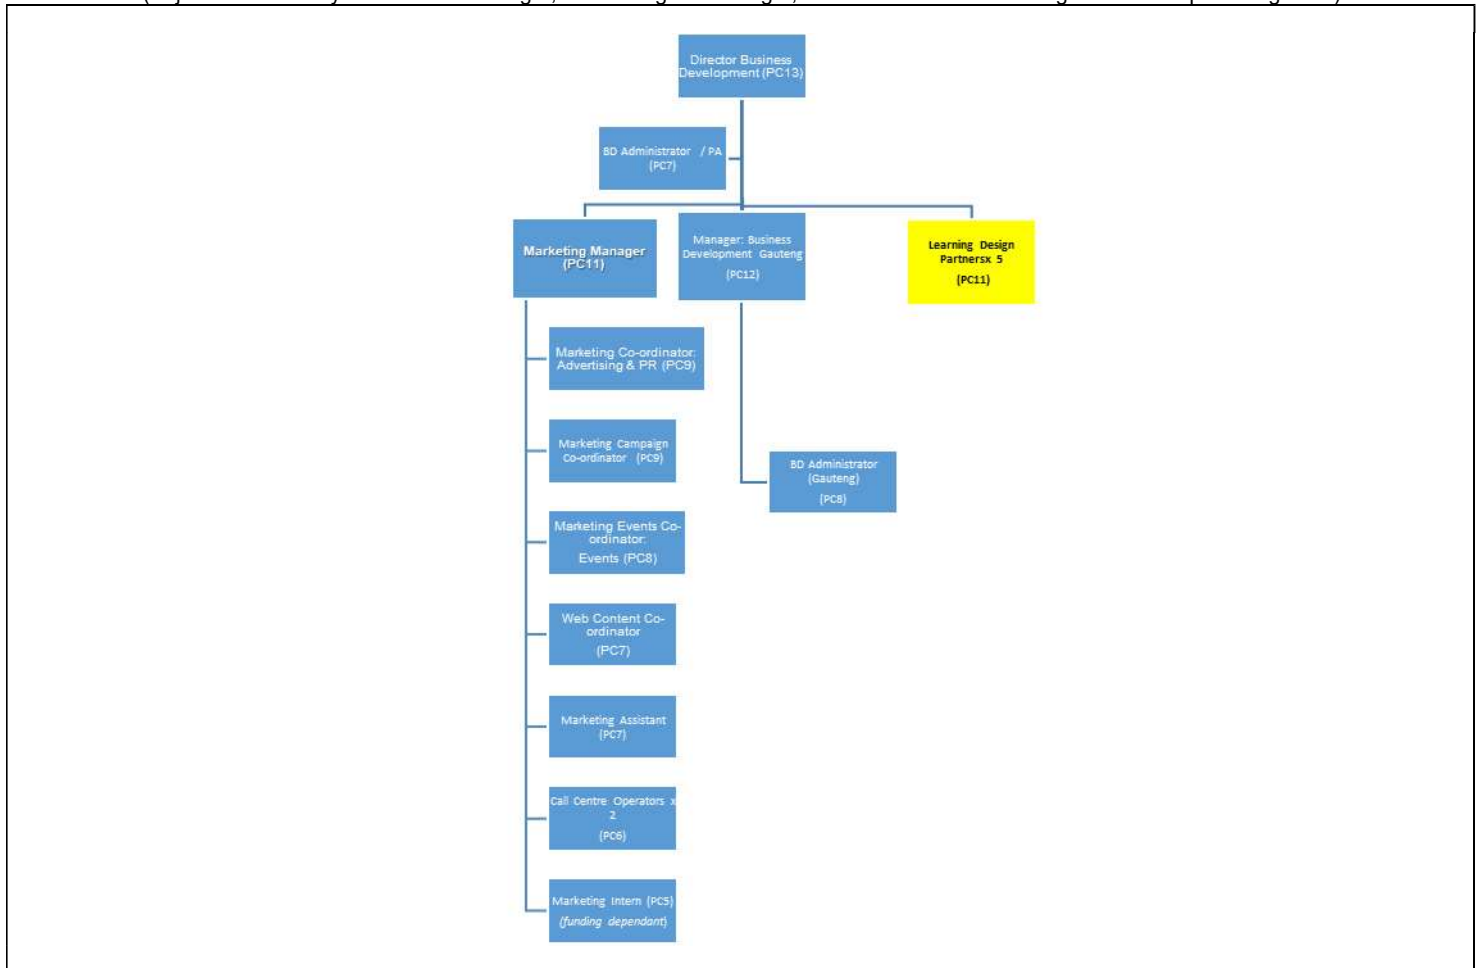 Director Business
Development (PC13)
BD Administrator / PA
(PC7)
Marketing Manager
(PC11)
Manager: Business
Development Gauteng
(PC12)
Learning Design
Partnersx 5
(PC11)
Marketing Co-ordinator:
Advertising & PR (PC9)
Marketing Campaign
Co-ordinator (PC9)
BD Administrator
(Gauteng)
(PC8)
Marketing Events Co-
ordinator:
Events (PC8)
Web Content Co-
ordinator
(PC7)
Marketing Assistant
(PC7)
Call Centre Operators x
2
(PC6)
Marketing Intern (PC5)
(funding dependant)